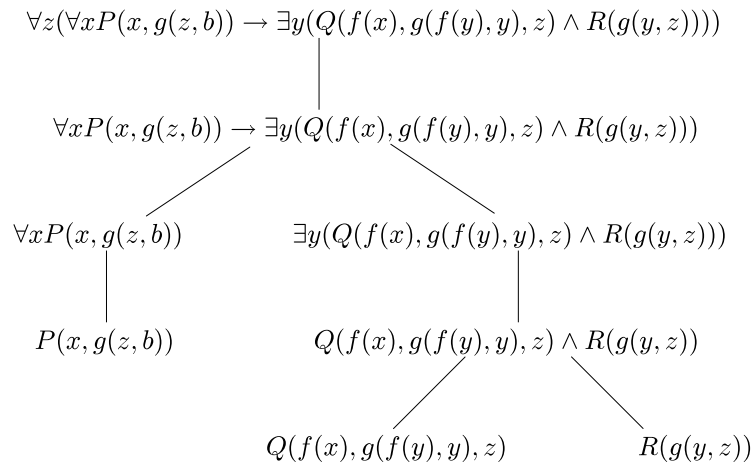 ∀z(∀xP(x, g(z, b)) → ∃y(Q(f(x), g(f(y), y), z) ∧ R(g(y, z))))
∀xP(x, g(z, b)) → ∃y(Q(f(x), g(f(y), y), z) ∧ R(g(y, z)))
∀xP(x, g(z, b)) ∃y(Q(f(x), g(f(y), y), z) ∧ R(g(y, z)))
P(x, g(z, b)) Q(f(x), g(f(y), y), z) ∧ R(g(y, z))
Q(f(x), g(f(y), y), z) R(g(y, z))